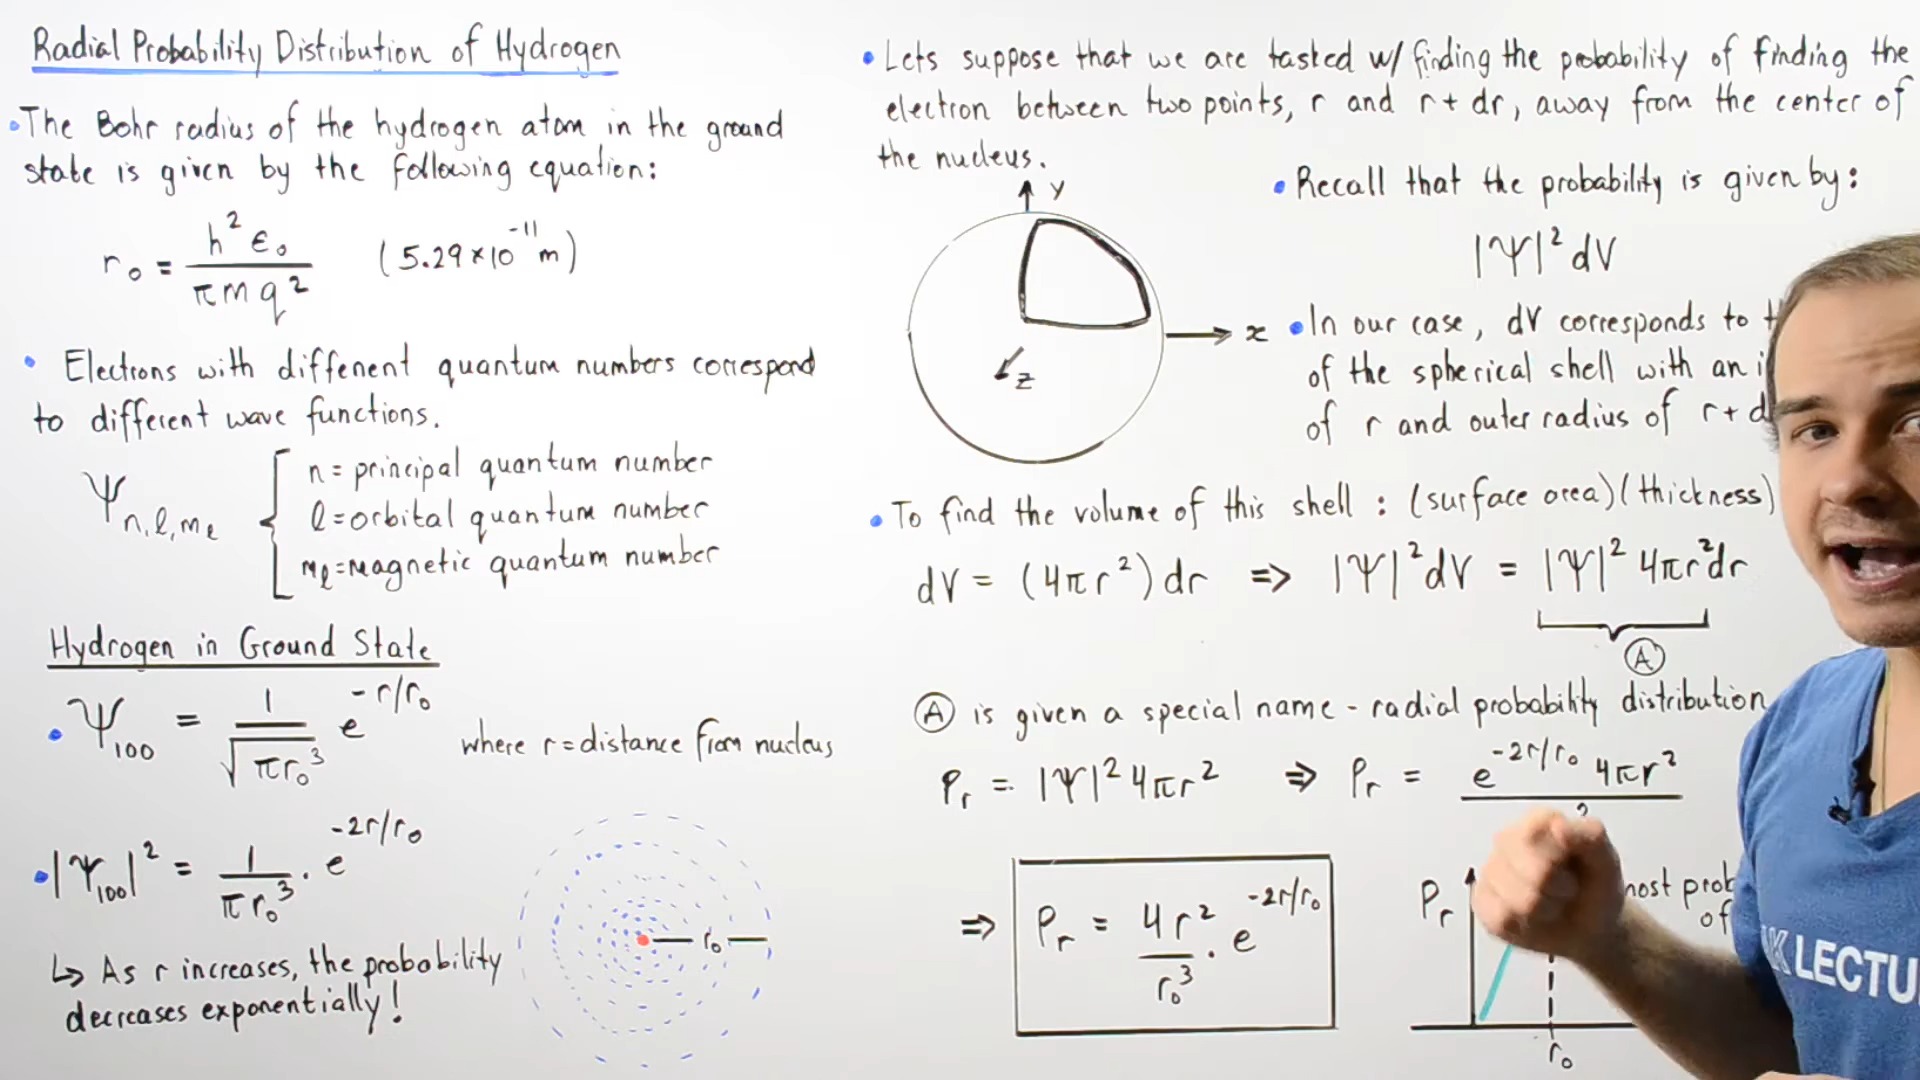 Radial Probability Distribution of Hydrogen
• The Bohr radius of the hydrogen atom in the ground
state is given by the following equation:
r₀ = h²ϵ₀ / πmq² (5.29×10⁻¹¹ m)
• Electrons with different quantum numbers correspond
to different wave functions.
Ψn,ℓ,mℓ
n = principal quantum number
ℓ = orbital quantum number
mℓ = magnetic quantum number
Hydrogen in Ground State
• Ψ₁₀₀ = 1/√(πr₀³) e^(-r/r₀) where r = distance from nucleus
• |Ψ₁₀₀|² = 1/(πr₀³) · e^(-2r/r₀)
↳ As r increases, the probability
decreases exponentially!
r₀
• Lets suppose that we are tasked w/ finding the probability of finding the
electron between two points, r and r + dr, away from the center of
the nucleus.
y
x
z
• Recall that the probability is given by:
|Ψ|² dV
• In our case, dV corresponds to
of the spherical shell with an
of r and outer radius of r +
• To find the volume of this shell : (surface area)(thickness)
dV = (4πr²)dr ⇒ |Ψ|² dV = |Ψ|² 4πr² dr
Ⓐ
Ⓐ is given a special name - radial probability distribution
Pr = |Ψ|² 4πr² ⇒ Pr = e^(-2r/r₀) 4πr²
⇒ Pr = 4r²/r₀³ · e^(-2r/r₀)
Pr
of
r₀